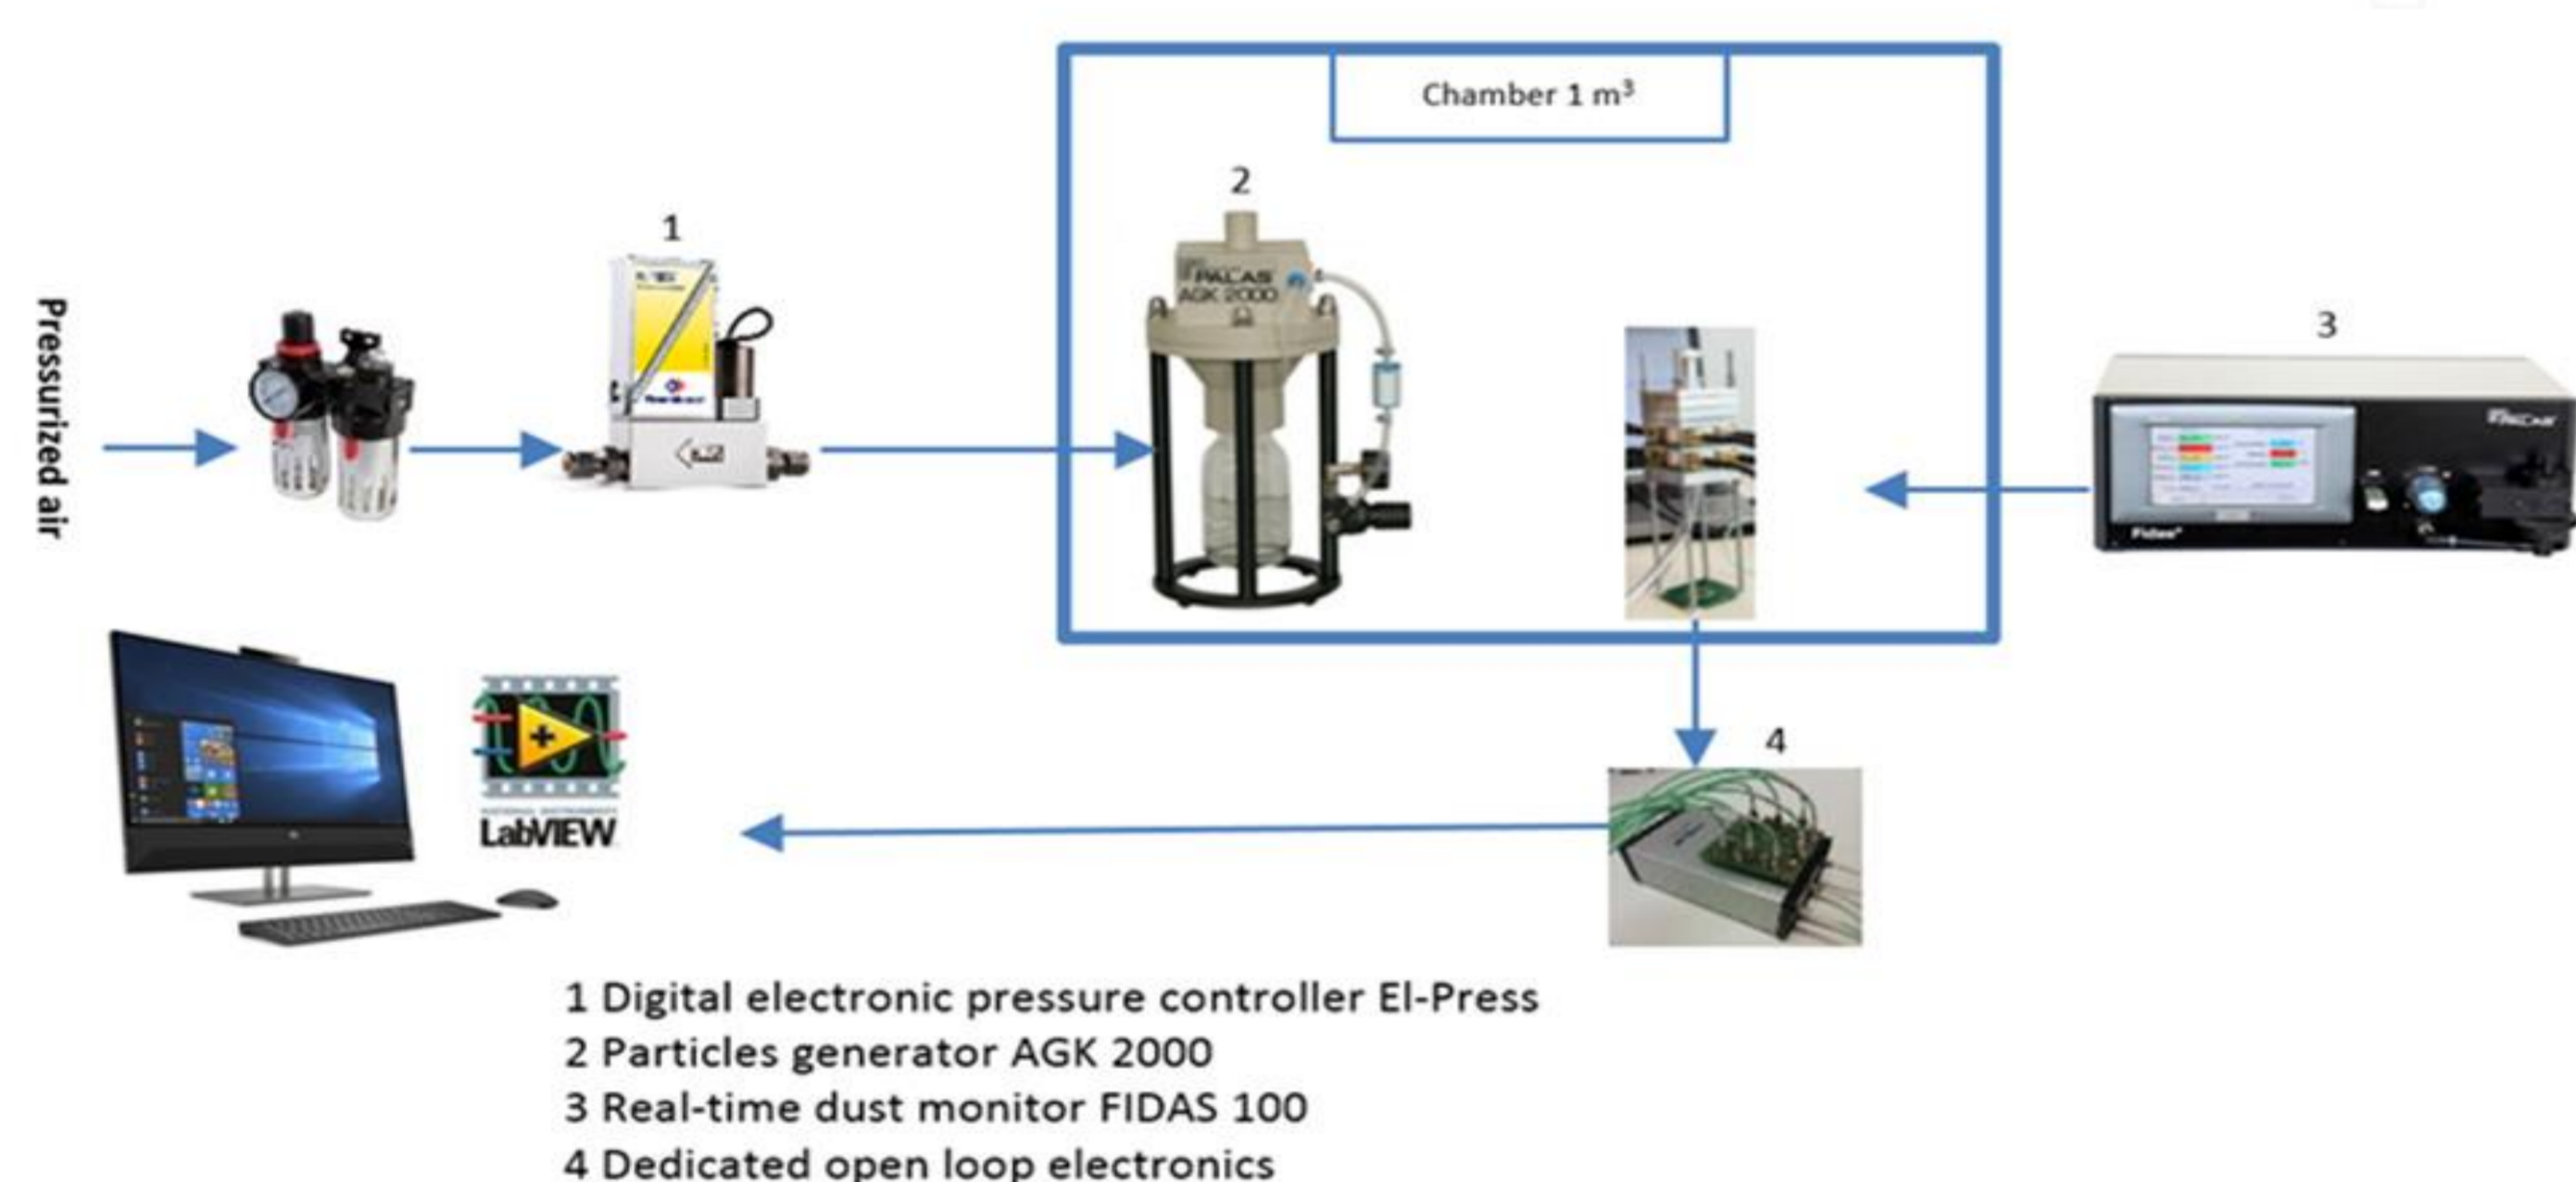 Chamber 1 m³
2
1
3
PALAS
AGK 2000
Pressurized air
Fidas®
4
LabVIEW
1 Digital electronic pressure controller El-Press
2 Particles generator AGK 2000
3 Real-time dust monitor FIDAS 100
4 Dedicated open loop electronics